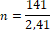 n = 141/2,41